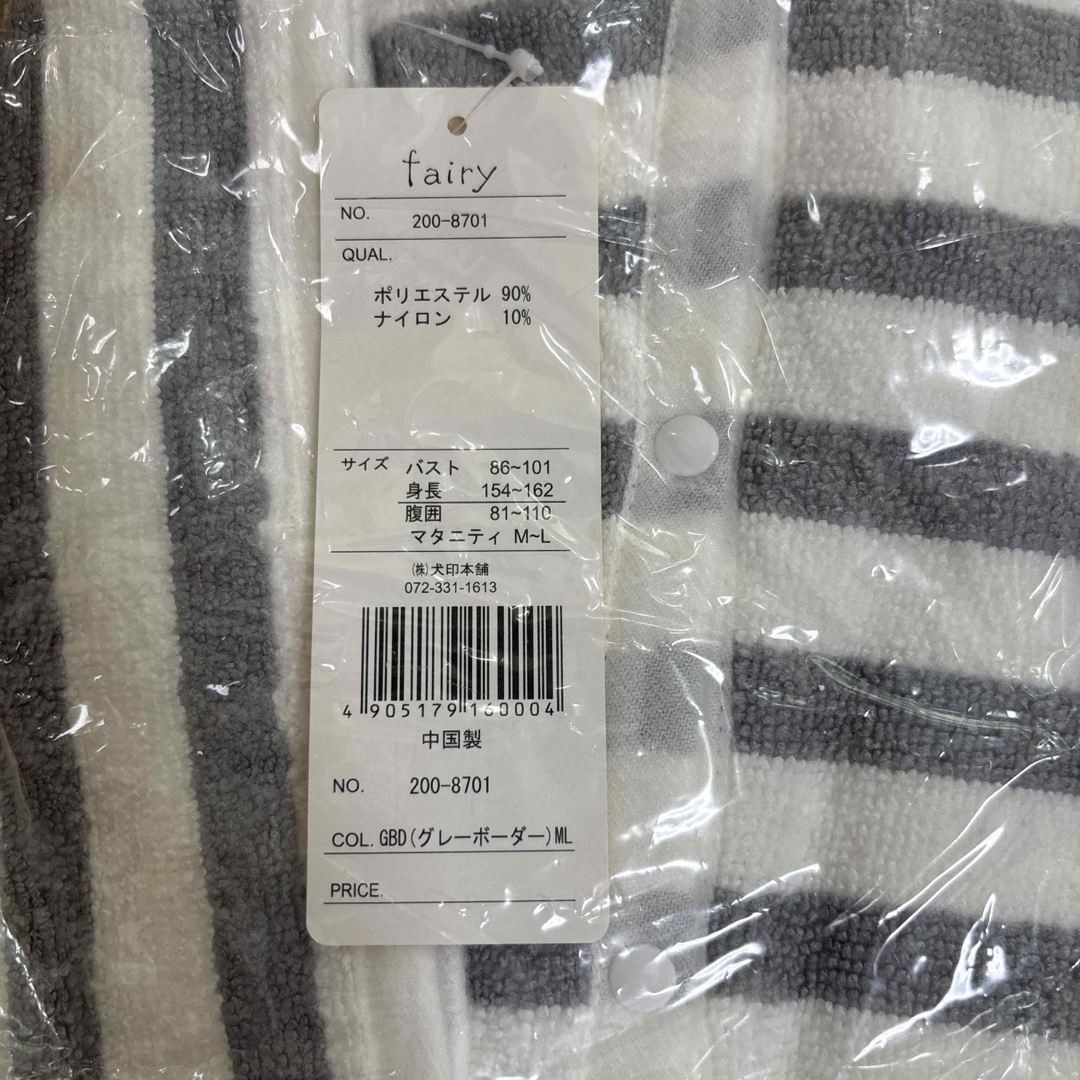 fairy
NO. 200-8701
QUAL.
ポリエステル 90%
ナイロン 10%
サイズ バスト 86~101
身長 154~162
腹囲 81~110
マタニティ M~L
㈱犬印本舗
072-331-1613
4 905179 160004
中国製
NO. 200-8701
COL. GBD(グレーボーダー)ML
PRICE.